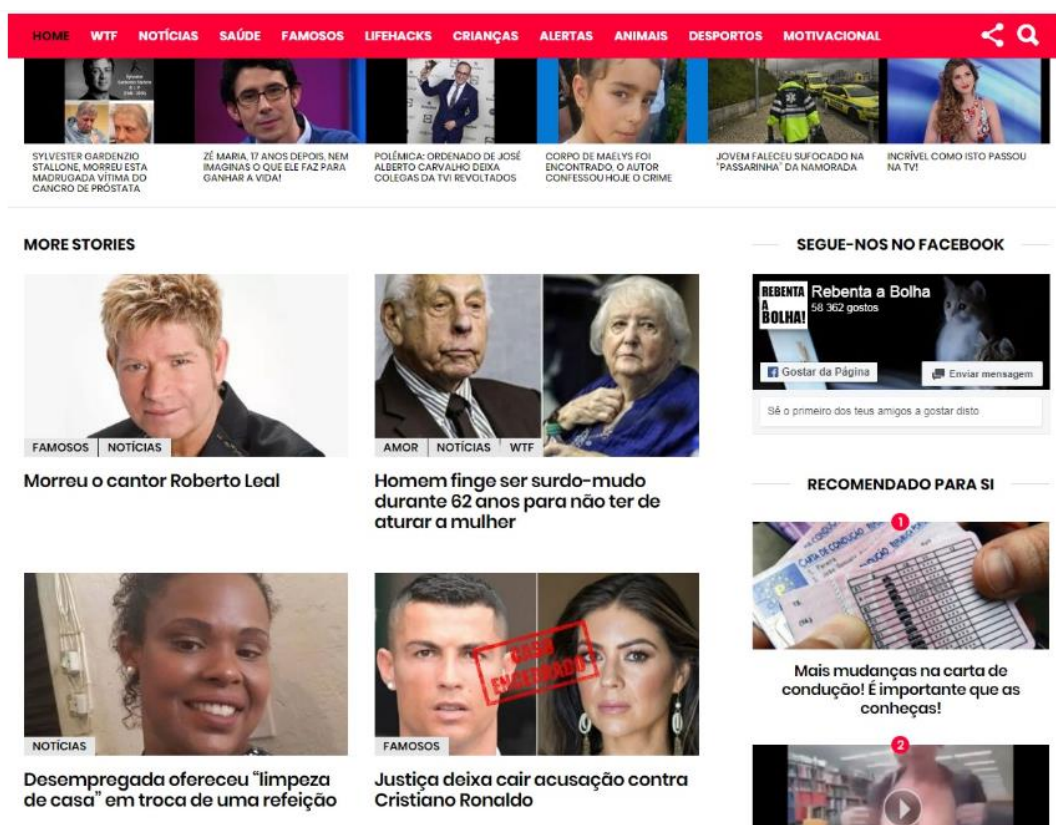 HOME WTF NOTÍCIAS SAÚDE FAMOSOS LIFEHACKS CRIANÇAS ALERTAS ANIMAIS DESPORTOS MOTIVACIONAL
SYLVESTER GARDENZIO
STALLONE, MORREU ESTA
MADRUGADA VÍTIMA DO
CANCRO DE PRÓSTATA
ZÉ MARIA, 17 ANOS DEPOIS, NEM
IMAGINAS O QUE ELE FAZ PARA
GANHAR A VIDA!
POLÉMICA: ORDENADO DE JOSÉ
ALBERTO CARVALHO DEIXA
COLEGAS DA TVI REVOLTADOS
CORPO DE MAELYS FOI
ENCONTRADO, O AUTOR
CONFESSOU HOJE O CRIME
JOVEM FALECEU SUFOCADO NA
"PASSARINHA" DA NAMORADA
INCRÍVEL COMO ISTO PASSOU
NA TV!
MORE STORIES
FAMOSOS NOTÍCIAS
Morreu o cantor Roberto Leal
AMOR NOTÍCIAS WTF
Homem finge ser surdo-mudo
durante 62 anos para não ter de
aturar a mulher
NOTÍCIAS
Desempregada ofereceu "limpeza
de casa" em troca de uma refeição
CASO
ENCERRADO
FAMOSOS
Justiça deixa cair acusação contra
Cristiano Ronaldo
SEGUE-NOS NO FACEBOOK
REBENTA
A
BOLHA!
Rebenta a Bolha
58 362 gostos
Gostar da Página
Enviar mensagem
Sê o primeiro dos teus amigos a gostar disto
RECOMENDADO PARA SI
1
CARTA DE CONDUÇÃO
Mais mudanças na carta de
condução! É importante que as
conheças!
2